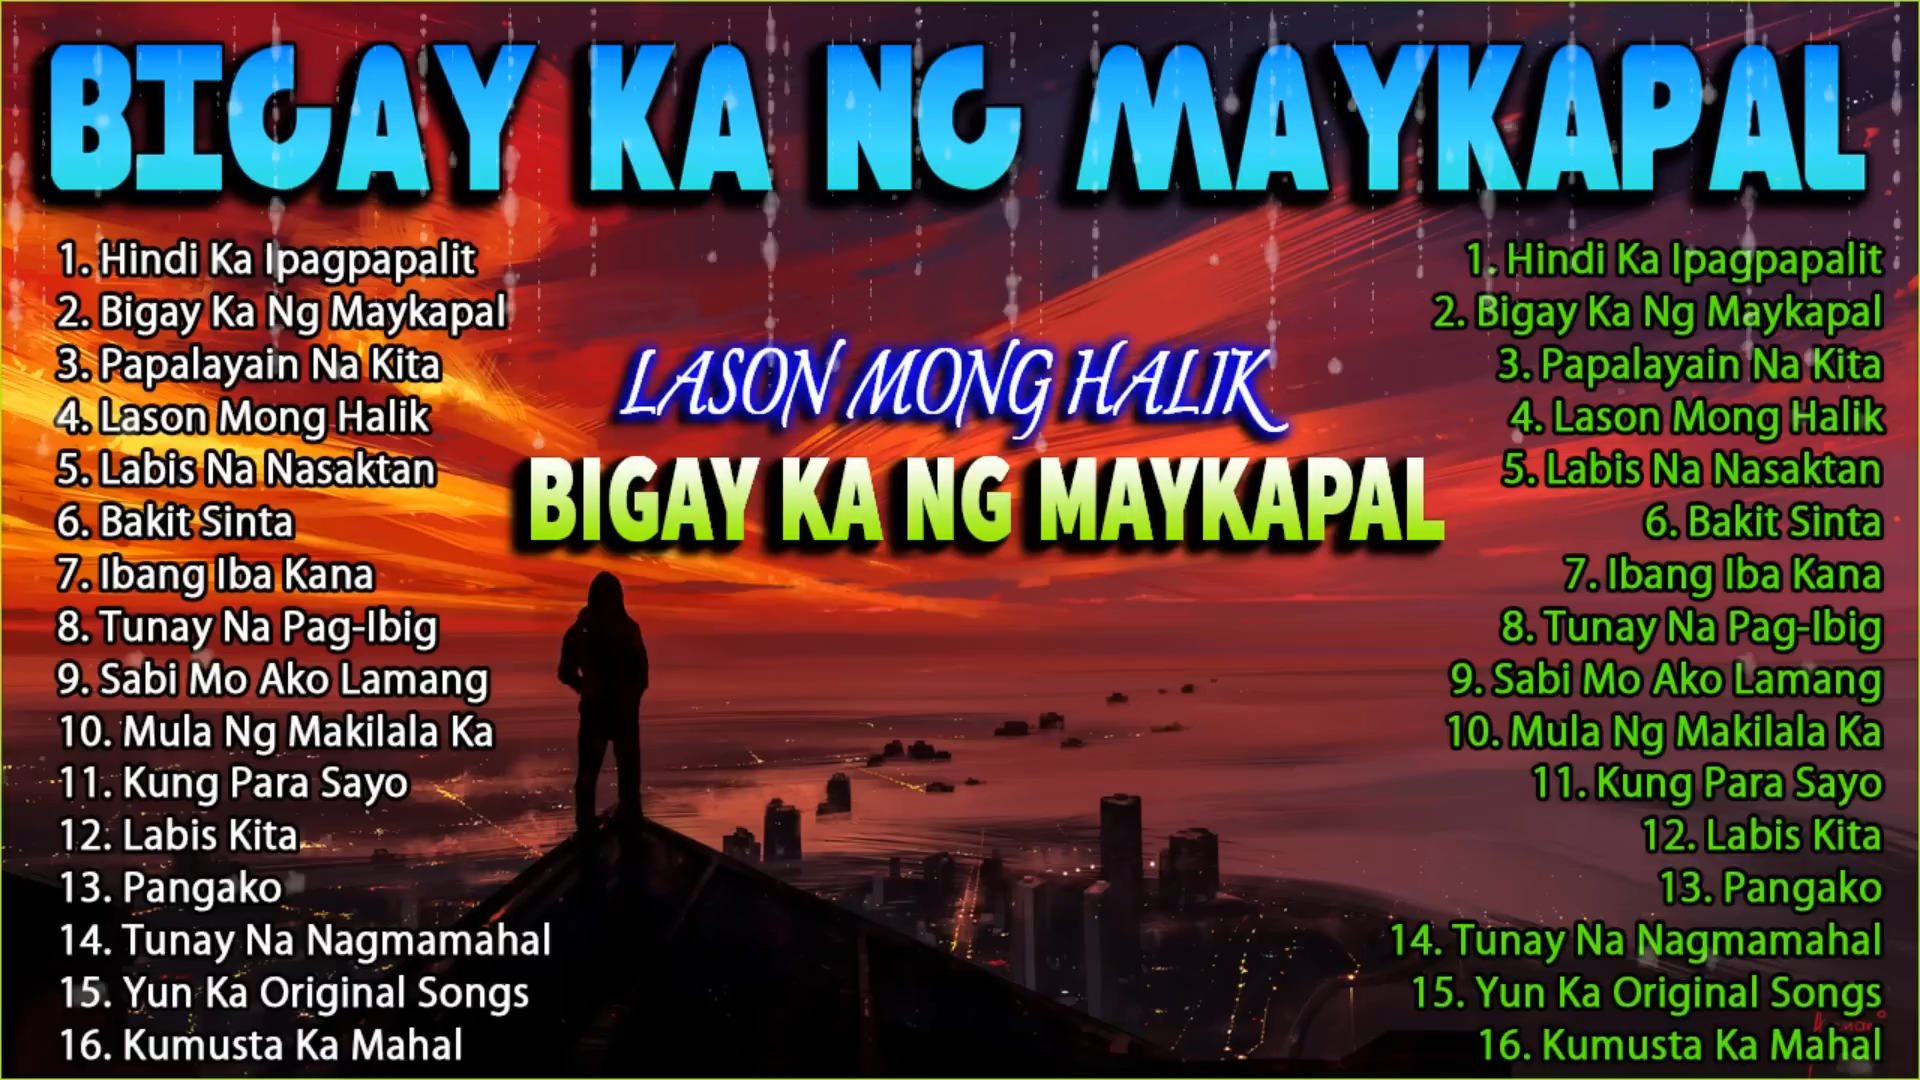 BIGAY KA NG MAYKAPAL
1. Hindi Ka Ipagpapalit
2. Bigay Ka Ng Maykapal
3. Papalayain Na Kita
4. Lason Mong Halik
5. Labis Na Nasaktan
6. Bakit Sinta
7. Ibang Iba Kana
8. Tunay Na Pag-Ibig
9. Sabi Mo Ako Lamang
10. Mula Ng Makilala Ka
11. Kung Para Sayo
12. Labis Kita
13. Pangako
14. Tunay Na Nagmamahal
15. Yun Ka Original Songs
16. Kumusta Ka Mahal
LASON MONG HALIK
BIGAY KA NG MAYKAPAL
1. Hindi Ka Ipagpapalit
2. Bigay Ka Ng Maykapal
3. Papalayain Na Kita
4. Lason Mong Halik
5. Labis Na Nasaktan
6. Bakit Sinta
7. Ibang Iba Kana
8. Tunay Na Pag-Ibig
9. Sabi Mo Ako Lamang
10. Mula Ng Makilala Ka
11. Kung Para Sayo
12. Labis Kita
13. Pangako
14. Tunay Na Nagmamahal
15. Yun Ka Original Songs
16. Kumusta Ka Mahal